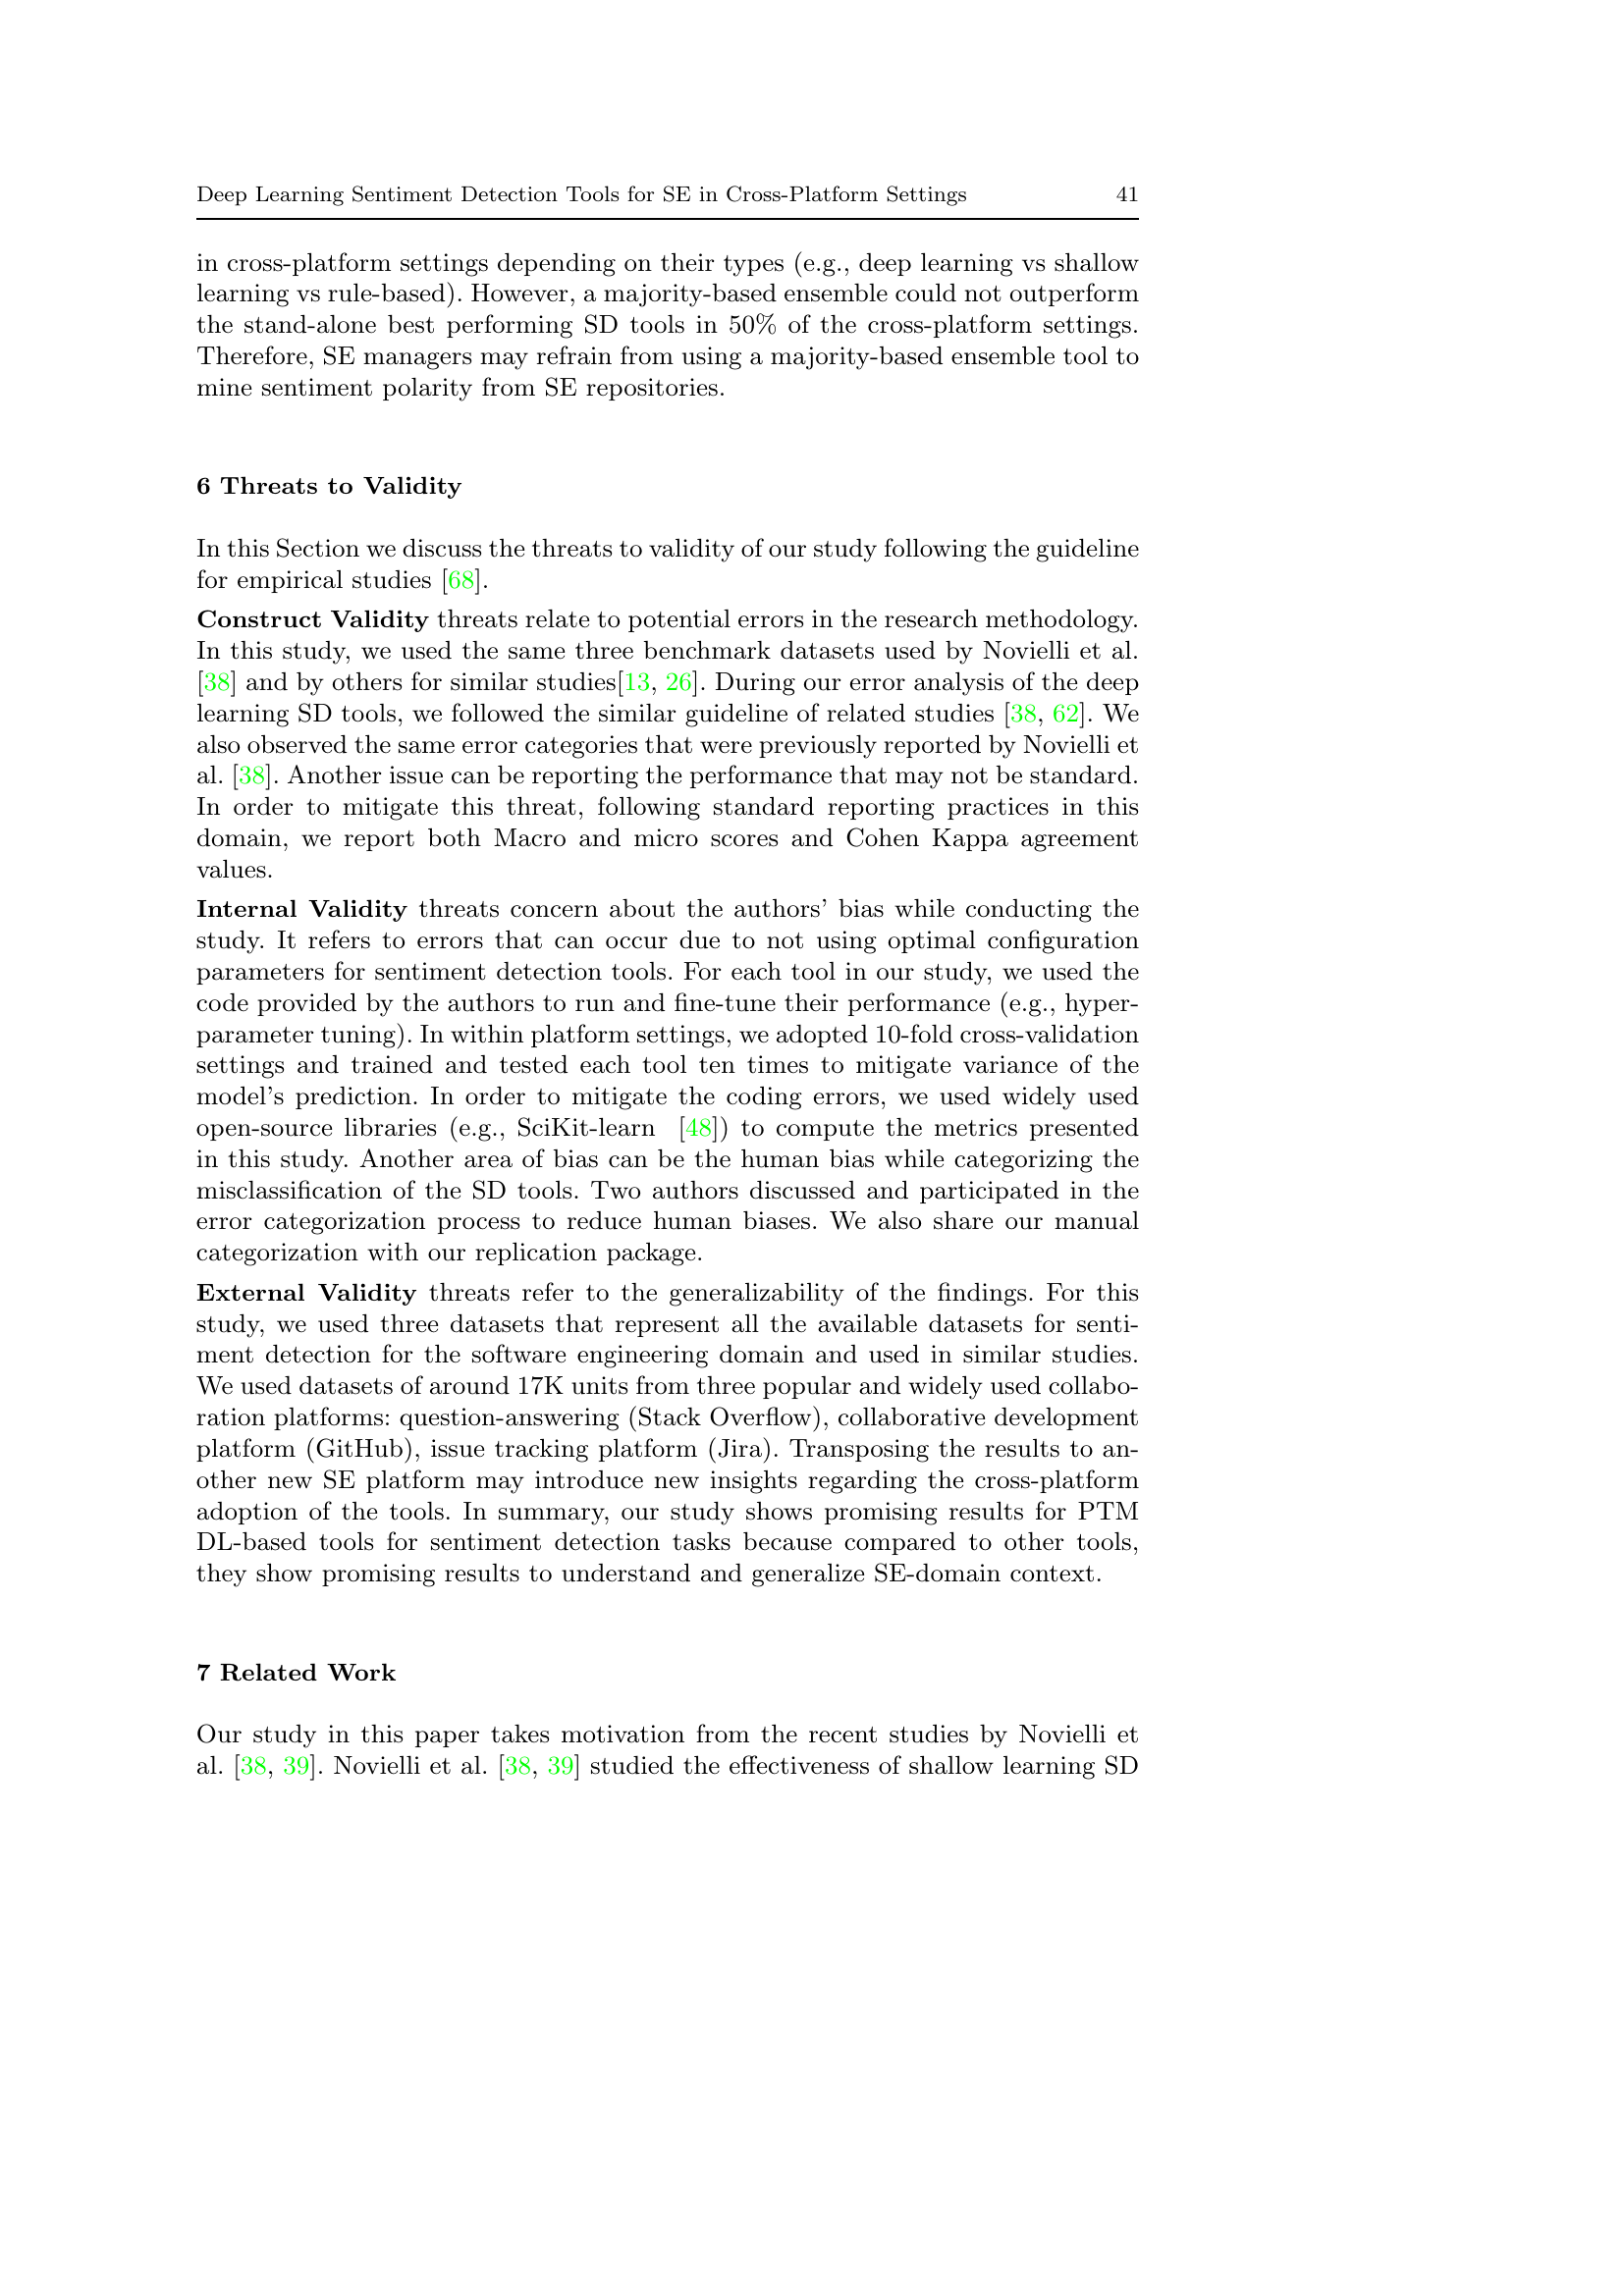 Deep Learning Sentiment Detection Tools for SE in Cross-Platform Settings 41
in cross-platform settings depending on their types (e.g., deep learning vs shallow
learning vs rule-based). However, a majority-based ensemble could not outperform
the stand-alone best performing SD tools in 50% of the cross-platform settings.
Therefore, SE managers may refrain from using a majority-based ensemble tool to
mine sentiment polarity from SE repositories.
6 Threats to Validity
In this Section we discuss the threats to validity of our study following the guideline
for empirical studies [68].
Construct Validity threats relate to potential errors in the research methodology.
In this study, we used the same three benchmark datasets used by Novielli et al.
[38] and by others for similar studies[13, 26]. During our error analysis of the deep
learning SD tools, we followed the similar guideline of related studies [38, 62]. We
also observed the same error categories that were previously reported by Novielli et
al. [38]. Another issue can be reporting the performance that may not be standard.
In order to mitigate this threat, following standard reporting practices in this
domain, we report both Macro and micro scores and Cohen Kappa agreement
values.
Internal Validity threats concern about the authors' bias while conducting the
study. It refers to errors that can occur due to not using optimal configuration
parameters for sentiment detection tools. For each tool in our study, we used the
code provided by the authors to run and fine-tune their performance (e.g., hyper-
parameter tuning). In within platform settings, we adopted 10-fold cross-validation
settings and trained and tested each tool ten times to mitigate variance of the
model's prediction. In order to mitigate the coding errors, we used widely used
open-source libraries (e.g., SciKit-learn [48]) to compute the metrics presented
in this study. Another area of bias can be the human bias while categorizing the
misclassification of the SD tools. Two authors discussed and participated in the
error categorization process to reduce human biases. We also share our manual
categorization with our replication package.
External Validity threats refer to the generalizability of the findings. For this
study, we used three datasets that represent all the available datasets for senti-
ment detection for the software engineering domain and used in similar studies.
We used datasets of around 17K units from three popular and widely used collabo-
ration platforms: question-answering (Stack Overflow), collaborative development
platform (GitHub), issue tracking platform (Jira). Transposing the results to an-
other new SE platform may introduce new insights regarding the cross-platform
adoption of the tools. In summary, our study shows promising results for PTM
DL-based tools for sentiment detection tasks because compared to other tools,
they show promising results to understand and generalize SE-domain context.
7 Related Work
Our study in this paper takes motivation from the recent studies by Novielli et
al. [38, 39]. Novielli et al. [38, 39] studied the effectiveness of shallow learning SD